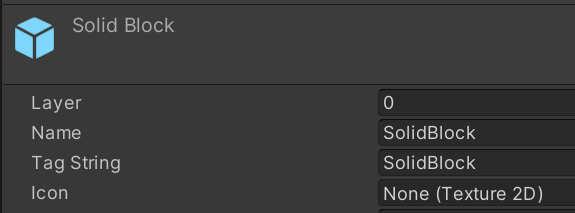 Solid Block
Layer 0
Name SolidBlock
Tag String SolidBlock
Icon None (Texture 2D)